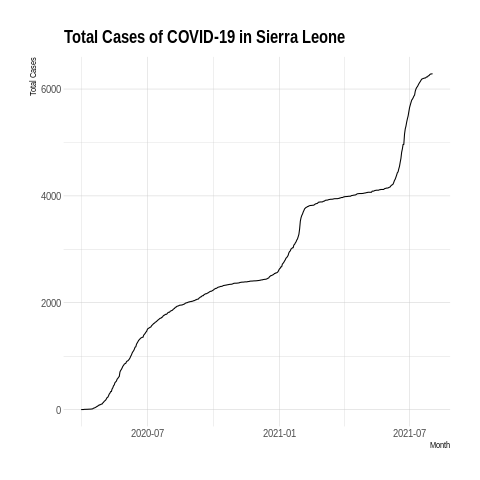 Total Cases of COVID-19 in Sierra Leone
Total Cases
6000
4000
2000
0
2020-07 2021-01 2021-07
Month